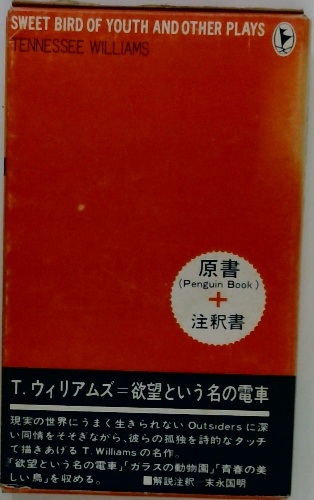 SWEET BIRD OF YOUTH AND OTHER PLAYS
TENNESSEE WILLIAMS
原書
(Penguin Book)
+
注釈書
T. ウィリアムズ=欲望という名の電車
現実の世界にうまく生きられない Outsiders に深
い同情をそそぎながら、彼らの孤独を詩的なタッチ
で描きあげる T. Williams の名作。
「欲望という名の電車」「ガラスの動物園」「青春の美
しい鳥」を収める。 ■解説注釈—末永国明